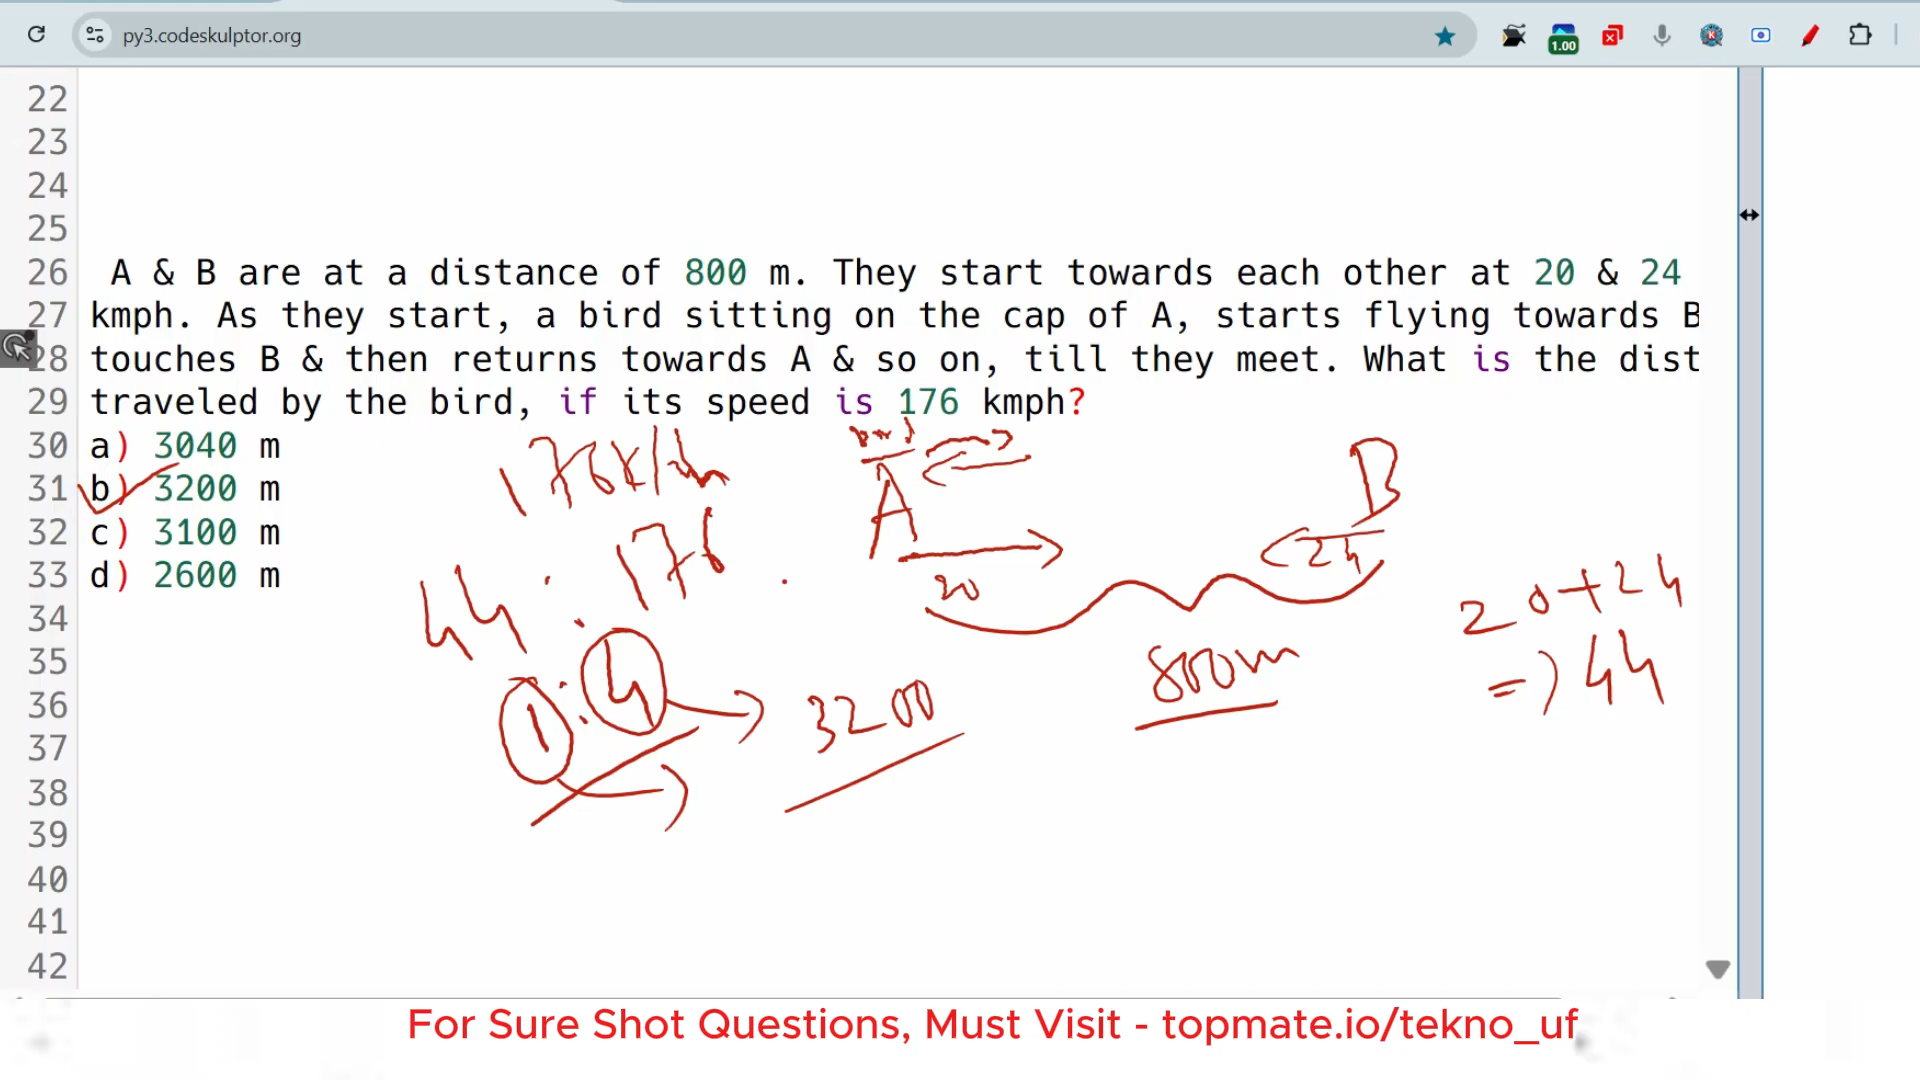 py3.codeskulptor.org
1.00
22
23
24
25
26 A & B are at a distance of 800 m. They start towards each other at 20 & 24
27 kmph. As they start, a bird sitting on the cap of A, starts flying towards B
28 touches B & then returns towards A & so on, till they meet. What is the dist
29 traveled by the bird, if its speed is 176 kmph?
30 a) 3040 m
31 b) 3200 m
32 c) 3100 m
33 d) 2600 m
34
35
36
37
38
39
40
41
42
176k/h
bird
A
B
20
24
800m
20+24
=> 44
44 : 176
1 : 4
3200
For Sure Shot Questions, Must Visit - topmate.io/tekno_uf